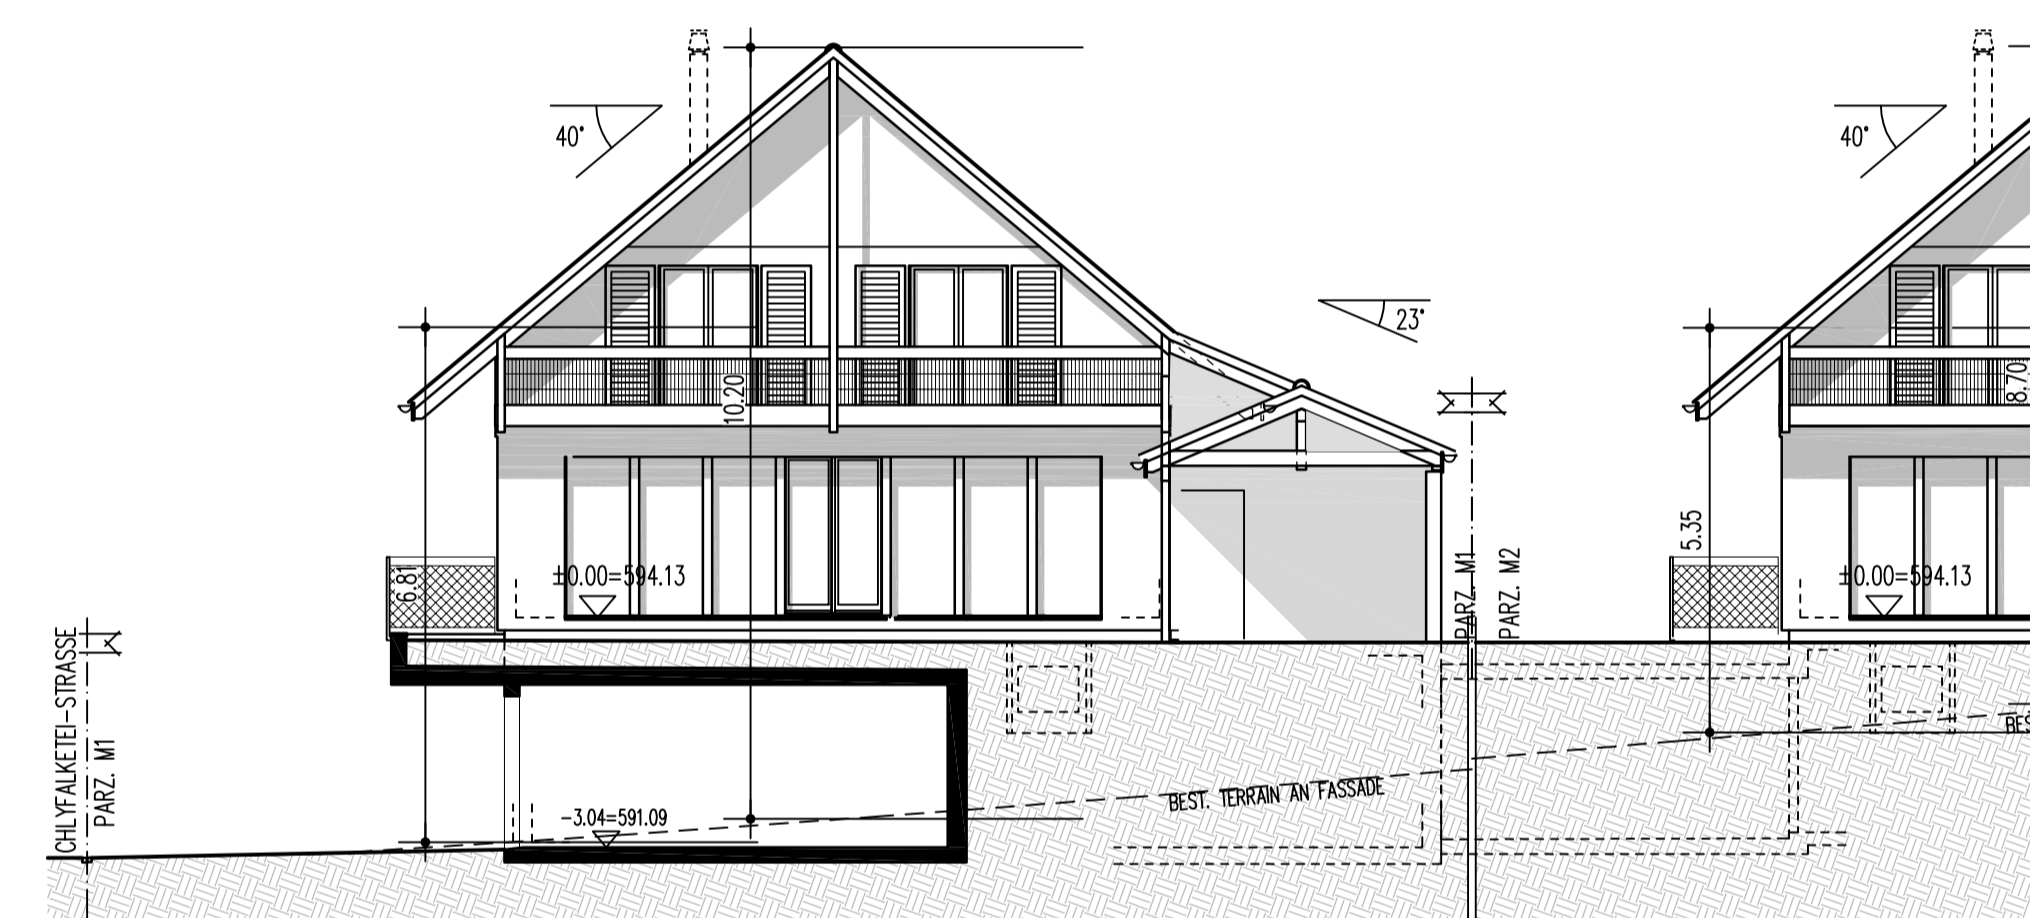 40°
40°
23°
10.20
8.70
6.81
5.35
±0.00=594.13
±0.00=594.13
CHLYFALKETEI-STRASSE
PARZ. M1
PARZ. M1
PARZ. M2
-3.04=591.09
BEST. TERRAIN AN FASSADE
BES